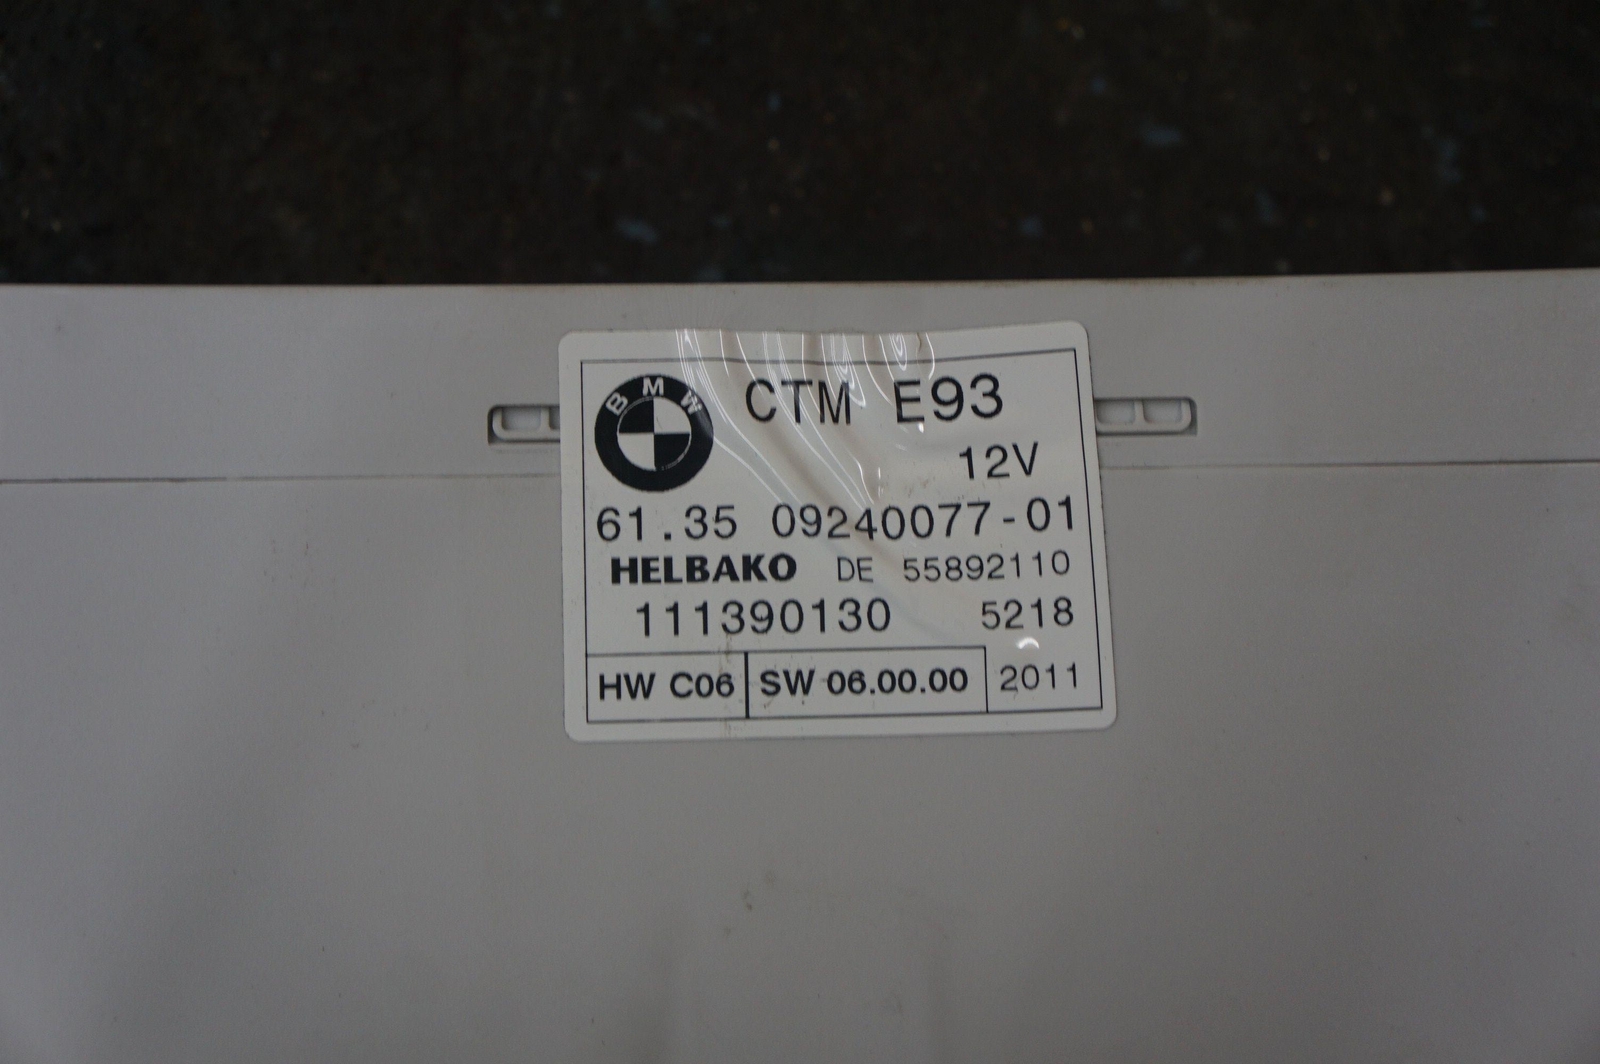 BMW
CTM E93
12V
61.35 09240077-01
HELBAKO DE 55892110
111390130 5218
HW C06 SW 06.00.00 2011